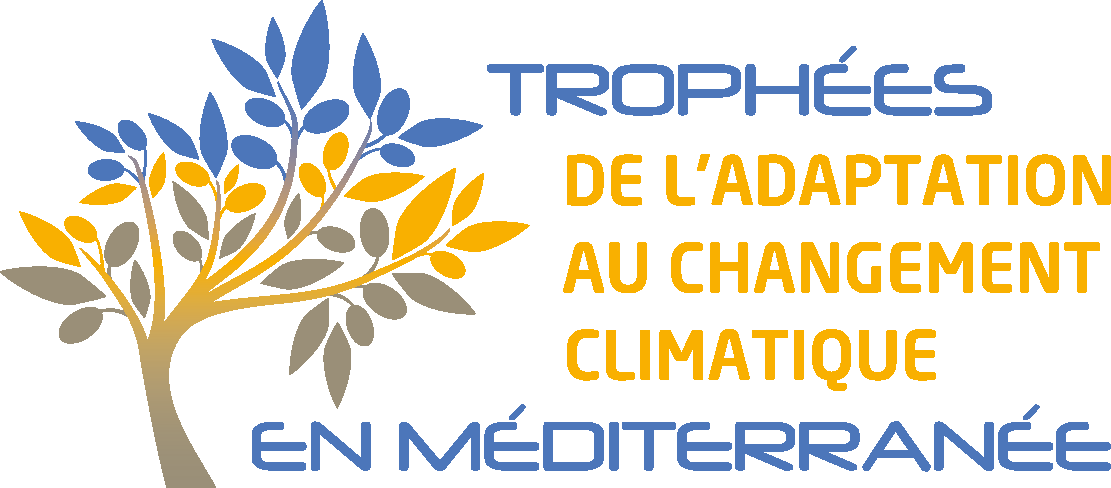 TROPHÉES
DE L’ADAPTATION
AU CHANGEMENT
CLIMATIQUE
EN MÉDITERRANÉE